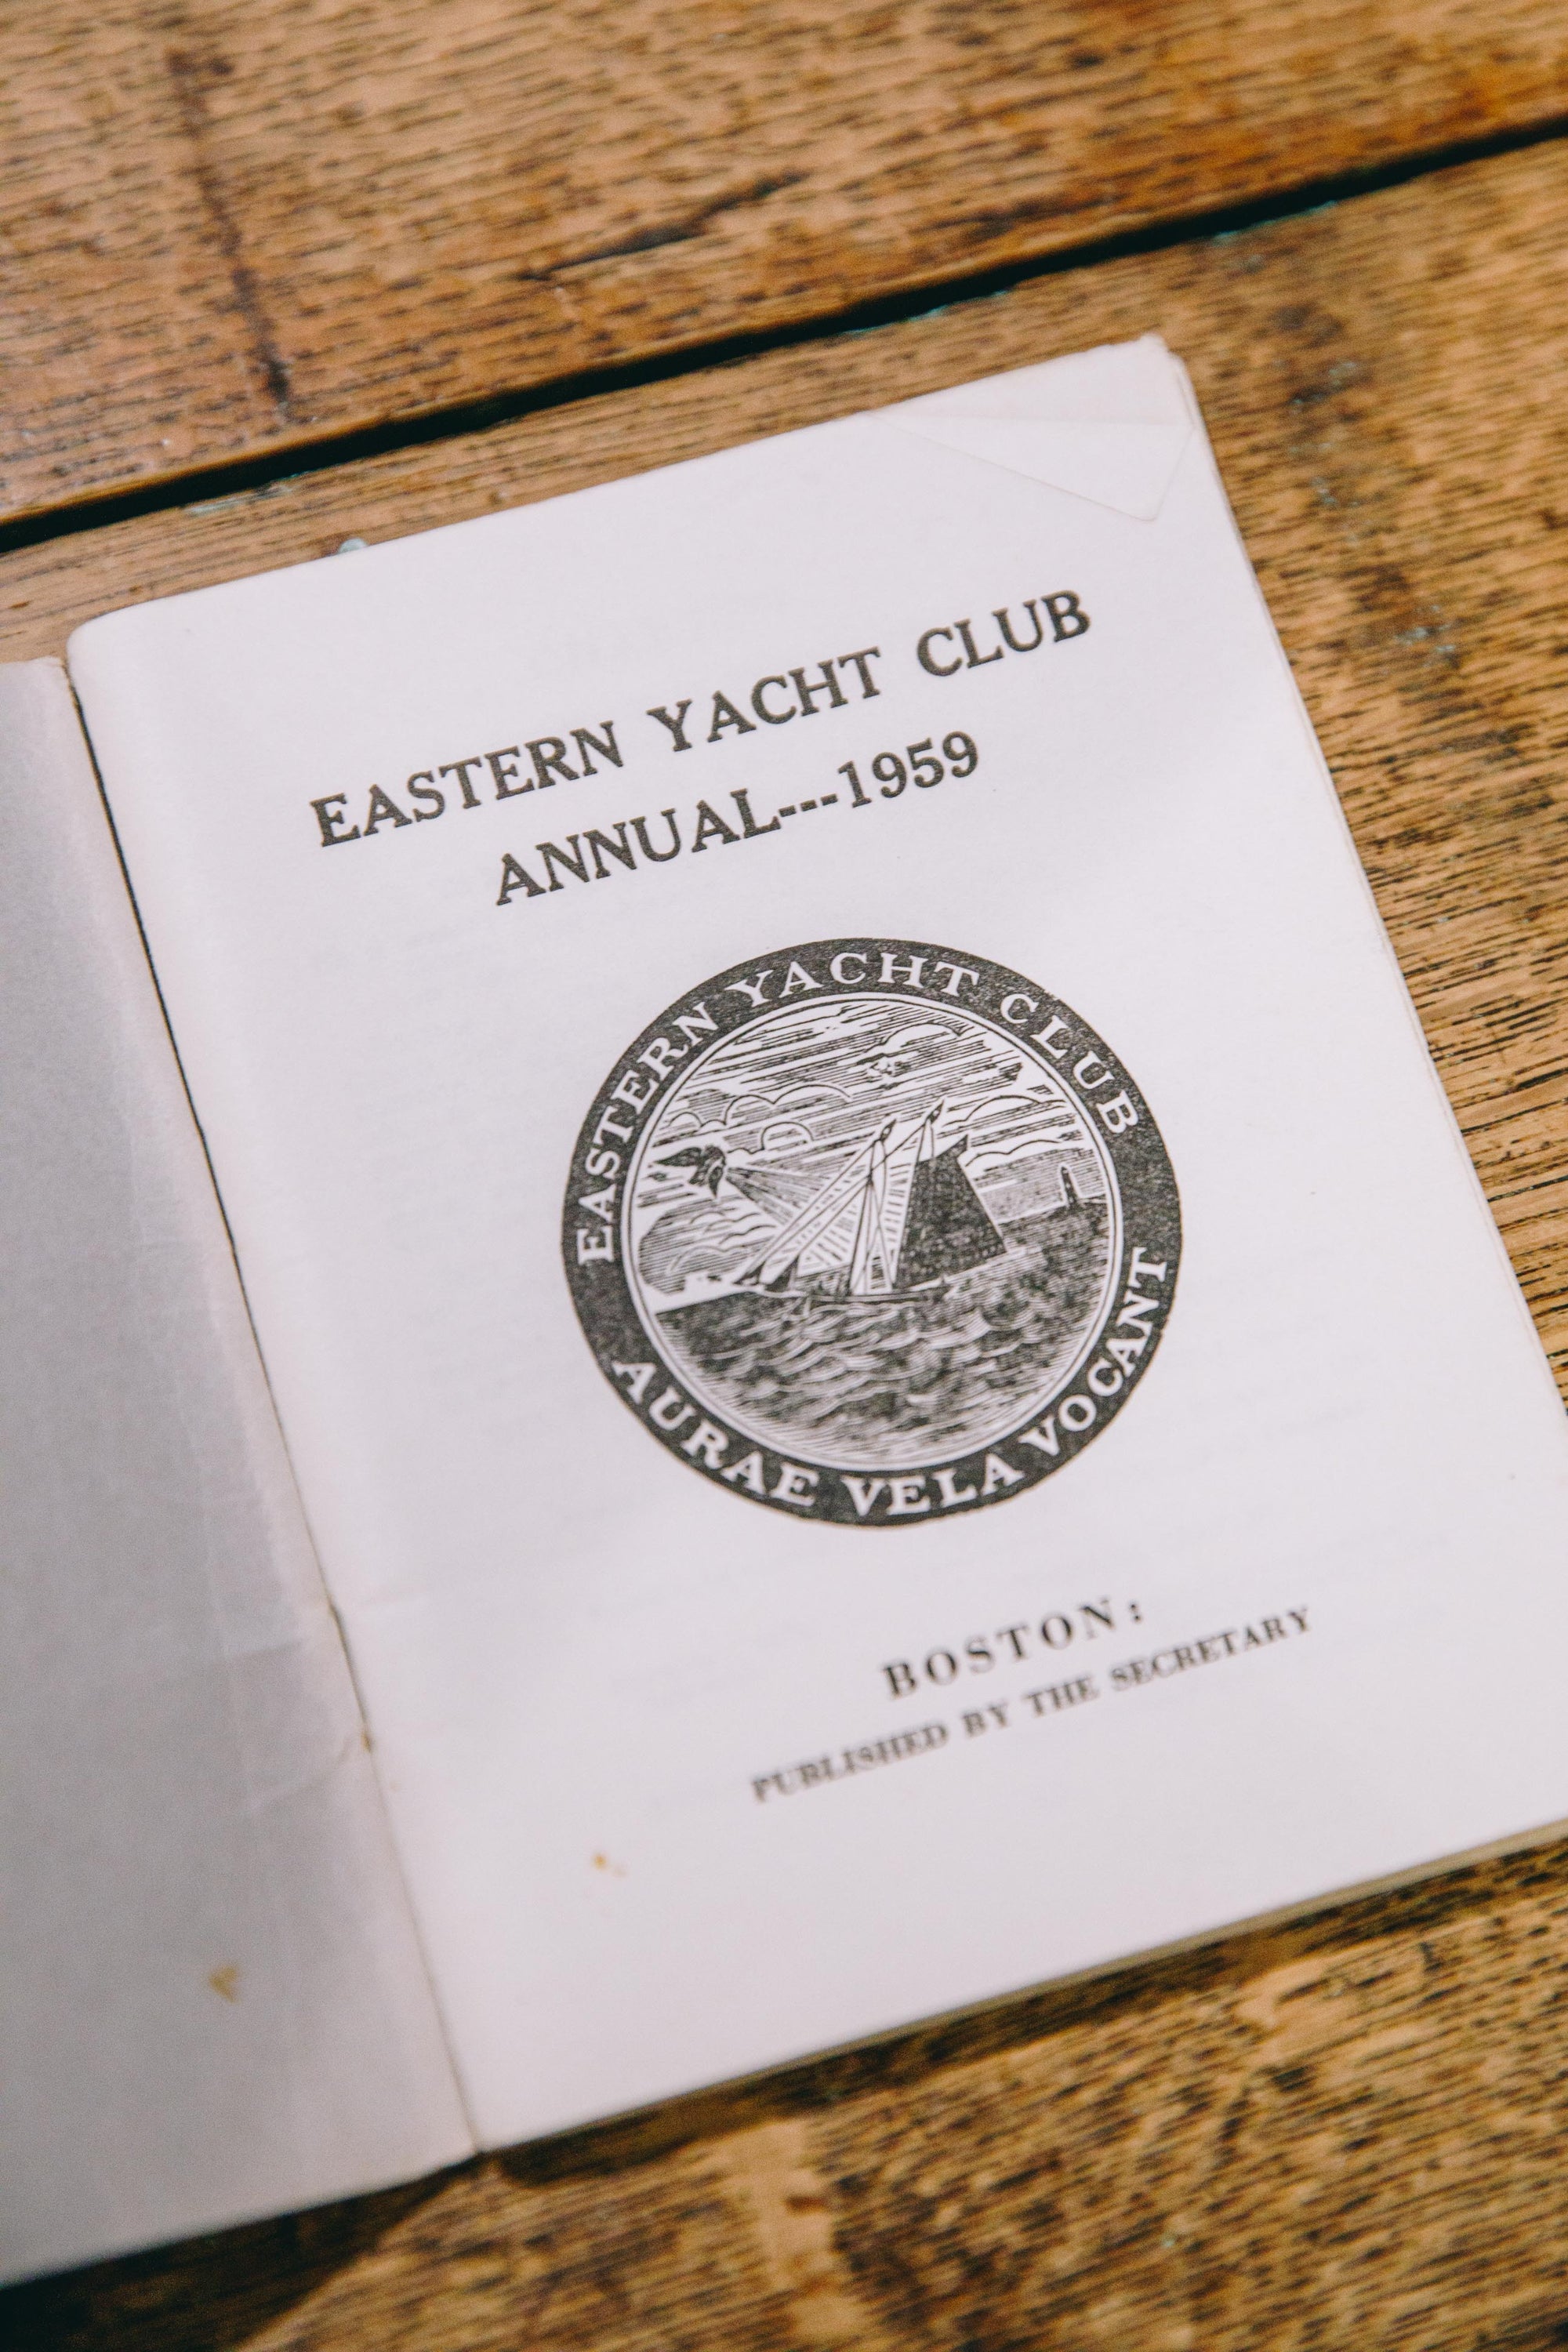 EASTERN YACHT CLUB
ANNUAL---1959
EASTERN YACHT CLUB
AURAE VELA VOCANT
BOSTON:
PUBLISHED BY THE SECRETARY